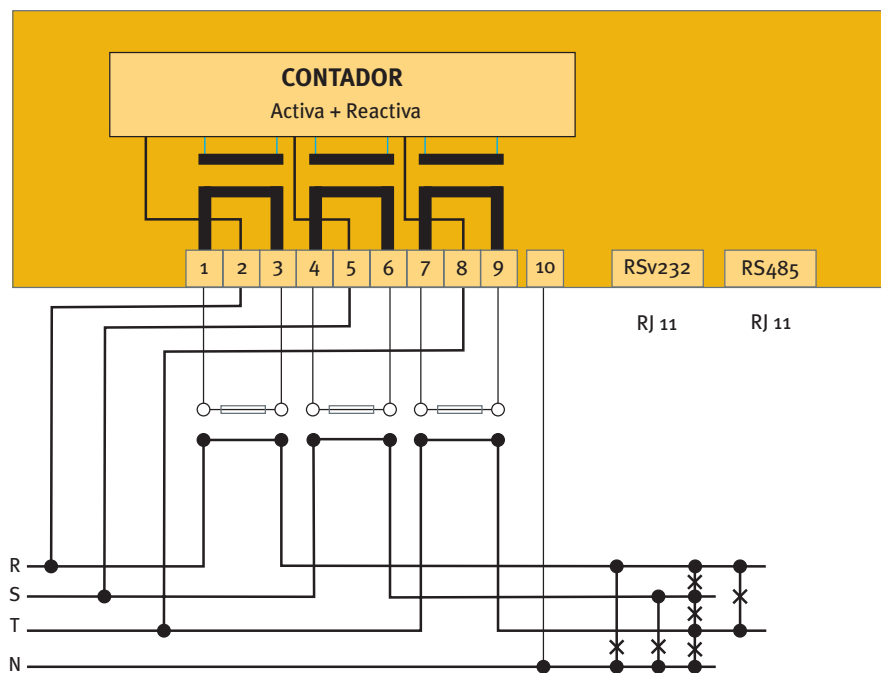 CONTADOR
Activa + Reactiva
1 2 3 4 5 6 7 8 9 10 RSv232 RS485
RJ 11 RJ 11
R
S
T
N